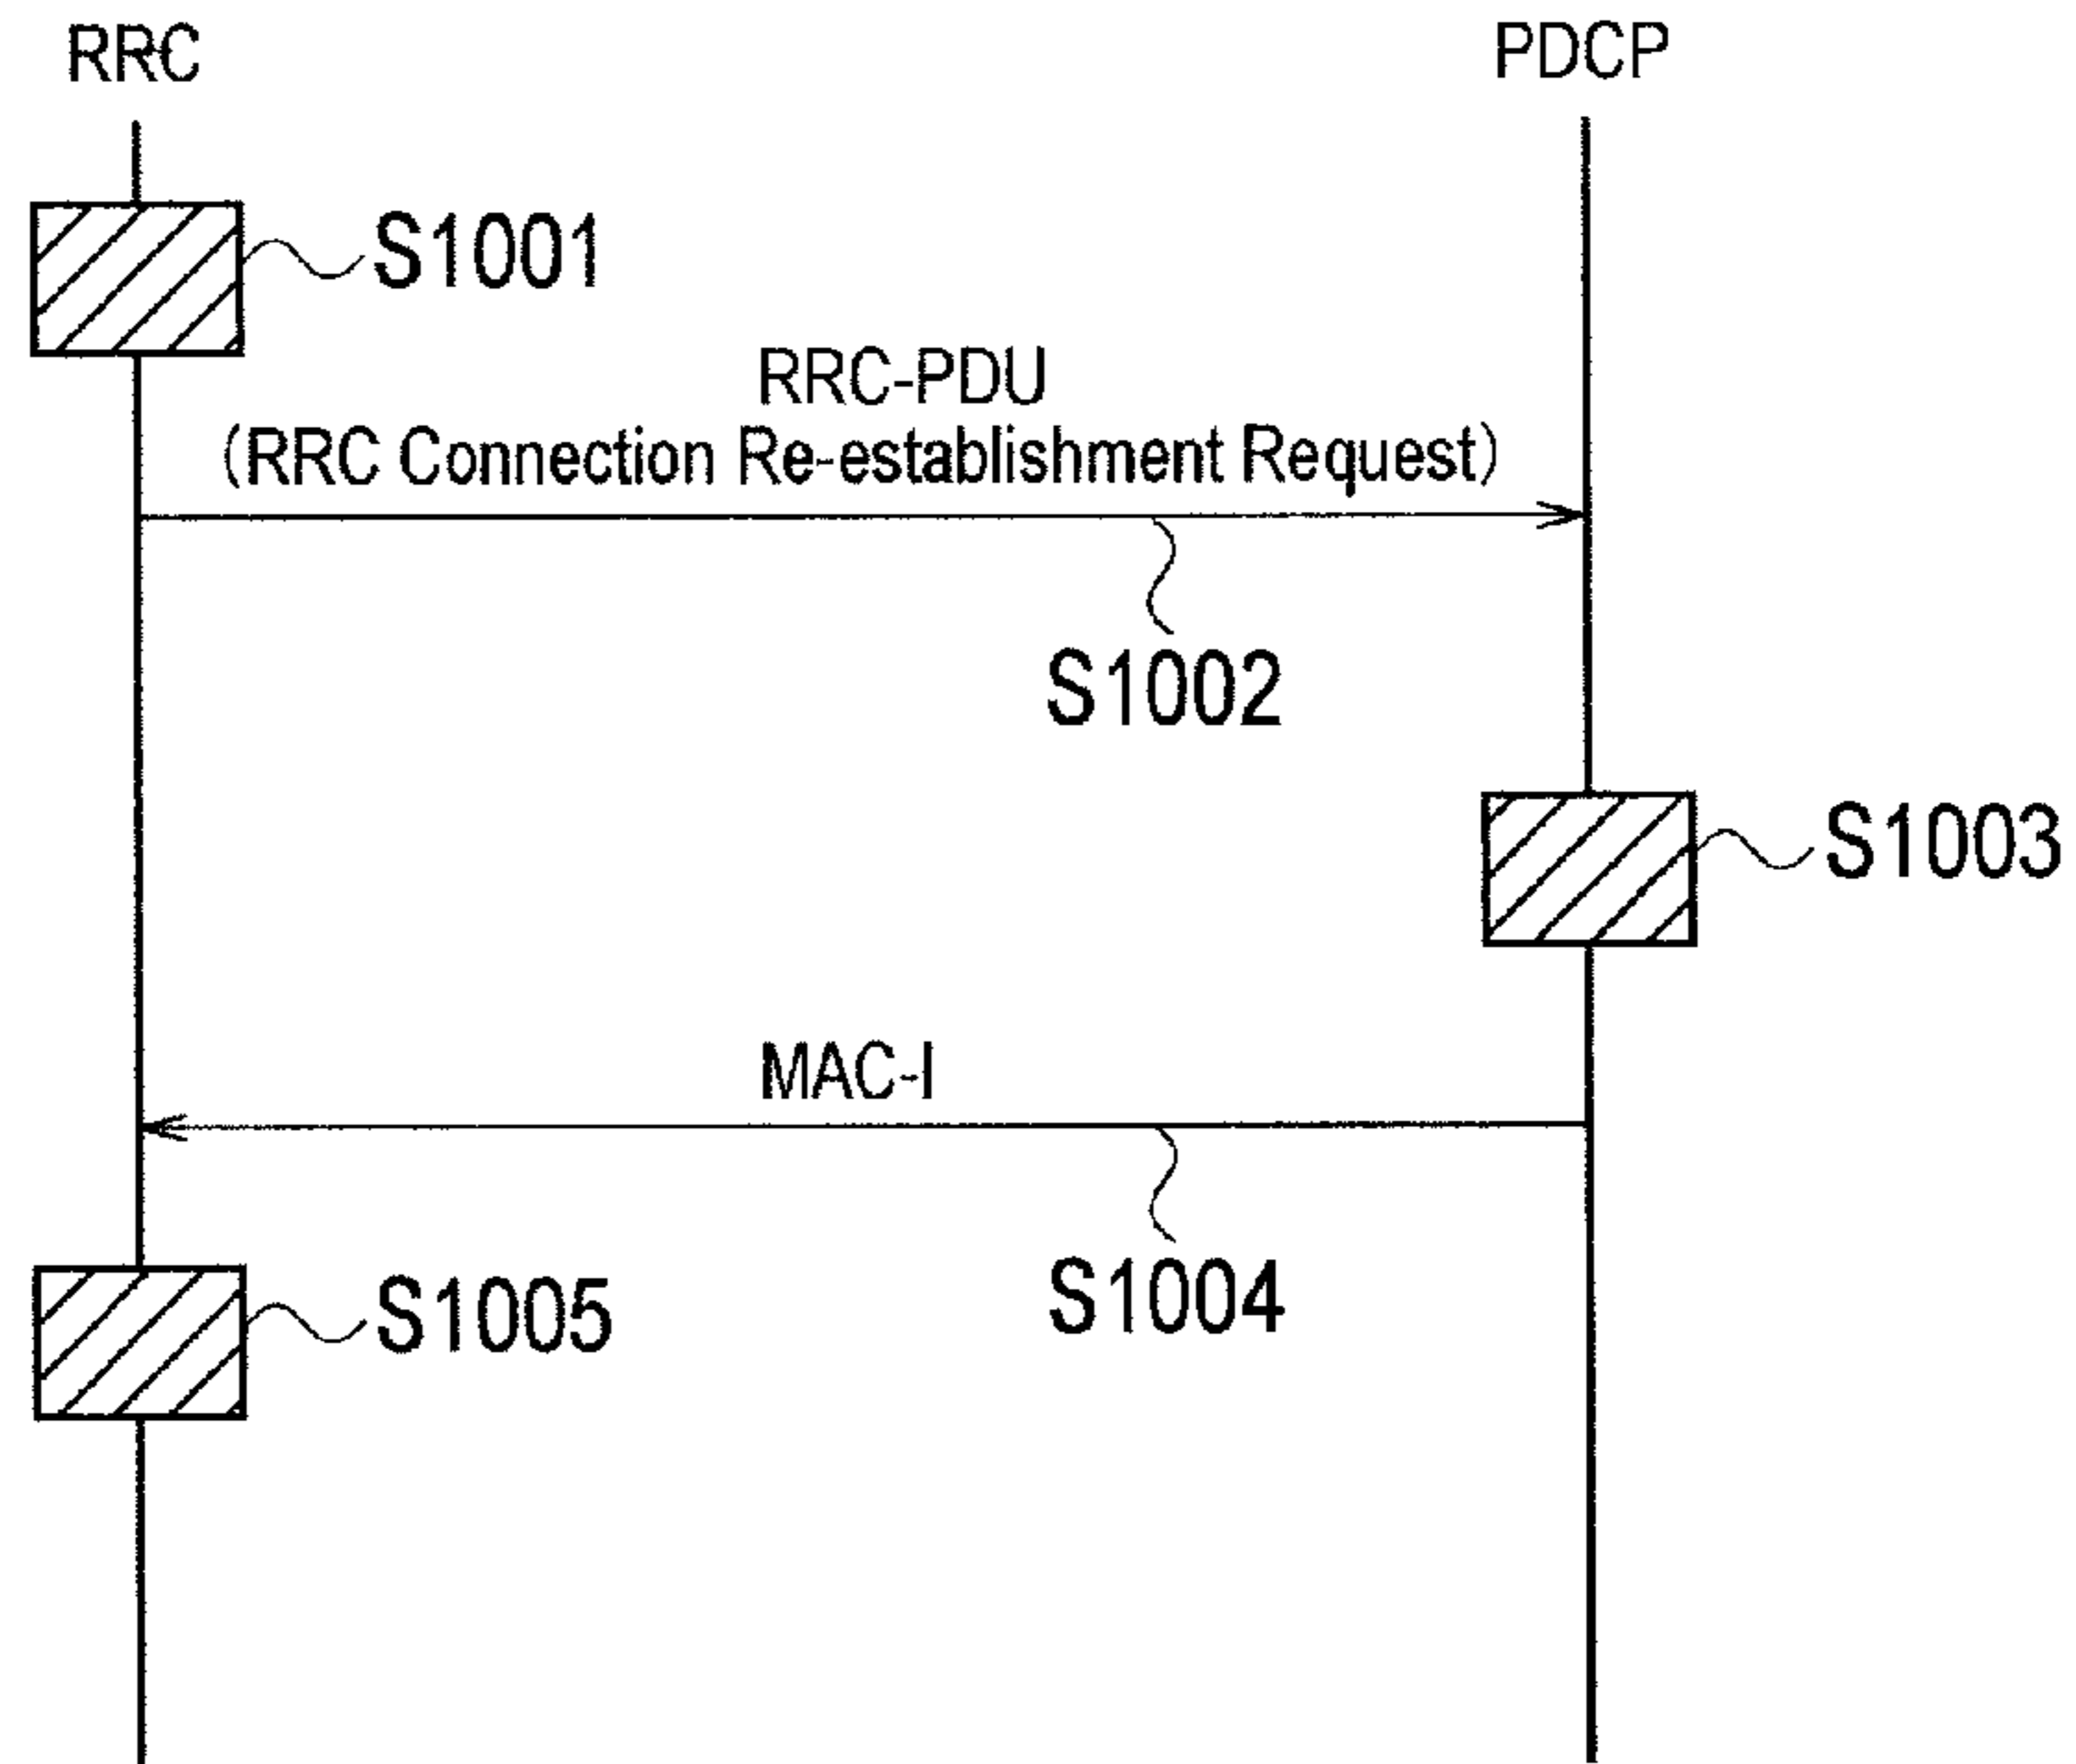 RRC
PDCP
S1001
RRC-PDU
(RRC Connection Re-establishment Request)
S1002
S1003
MAC-I
S1004
S1005